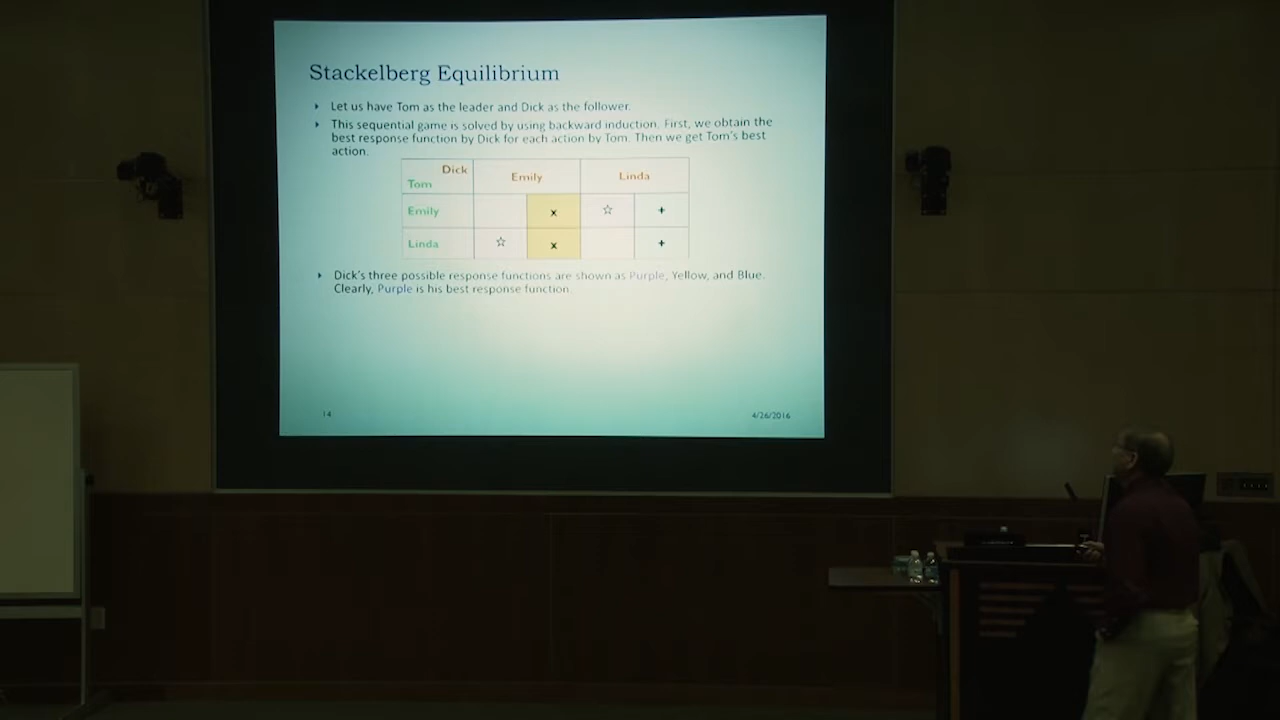 Stackelberg Equilibrium
Let us have Tom as the leader and Dick as the follower.
This sequential game is solved by using backward induction. First, we obtain the
best response function by Dick for each action by Tom. Then we get Tom's best
action.
Dick
Tom
Emily
Linda
Emily
x
☆
+
Linda
☆
x
+
Dick's three possible response functions are shown as Purple, Yellow, and Blue.
Clearly, Purple is his best response function.
14
4/26/2016